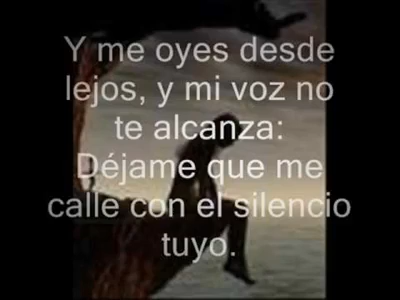 Y me oyes desde
lejos, y mi voz no
te alcanza:
Déjame que me
calle con el silencio
tuyo.